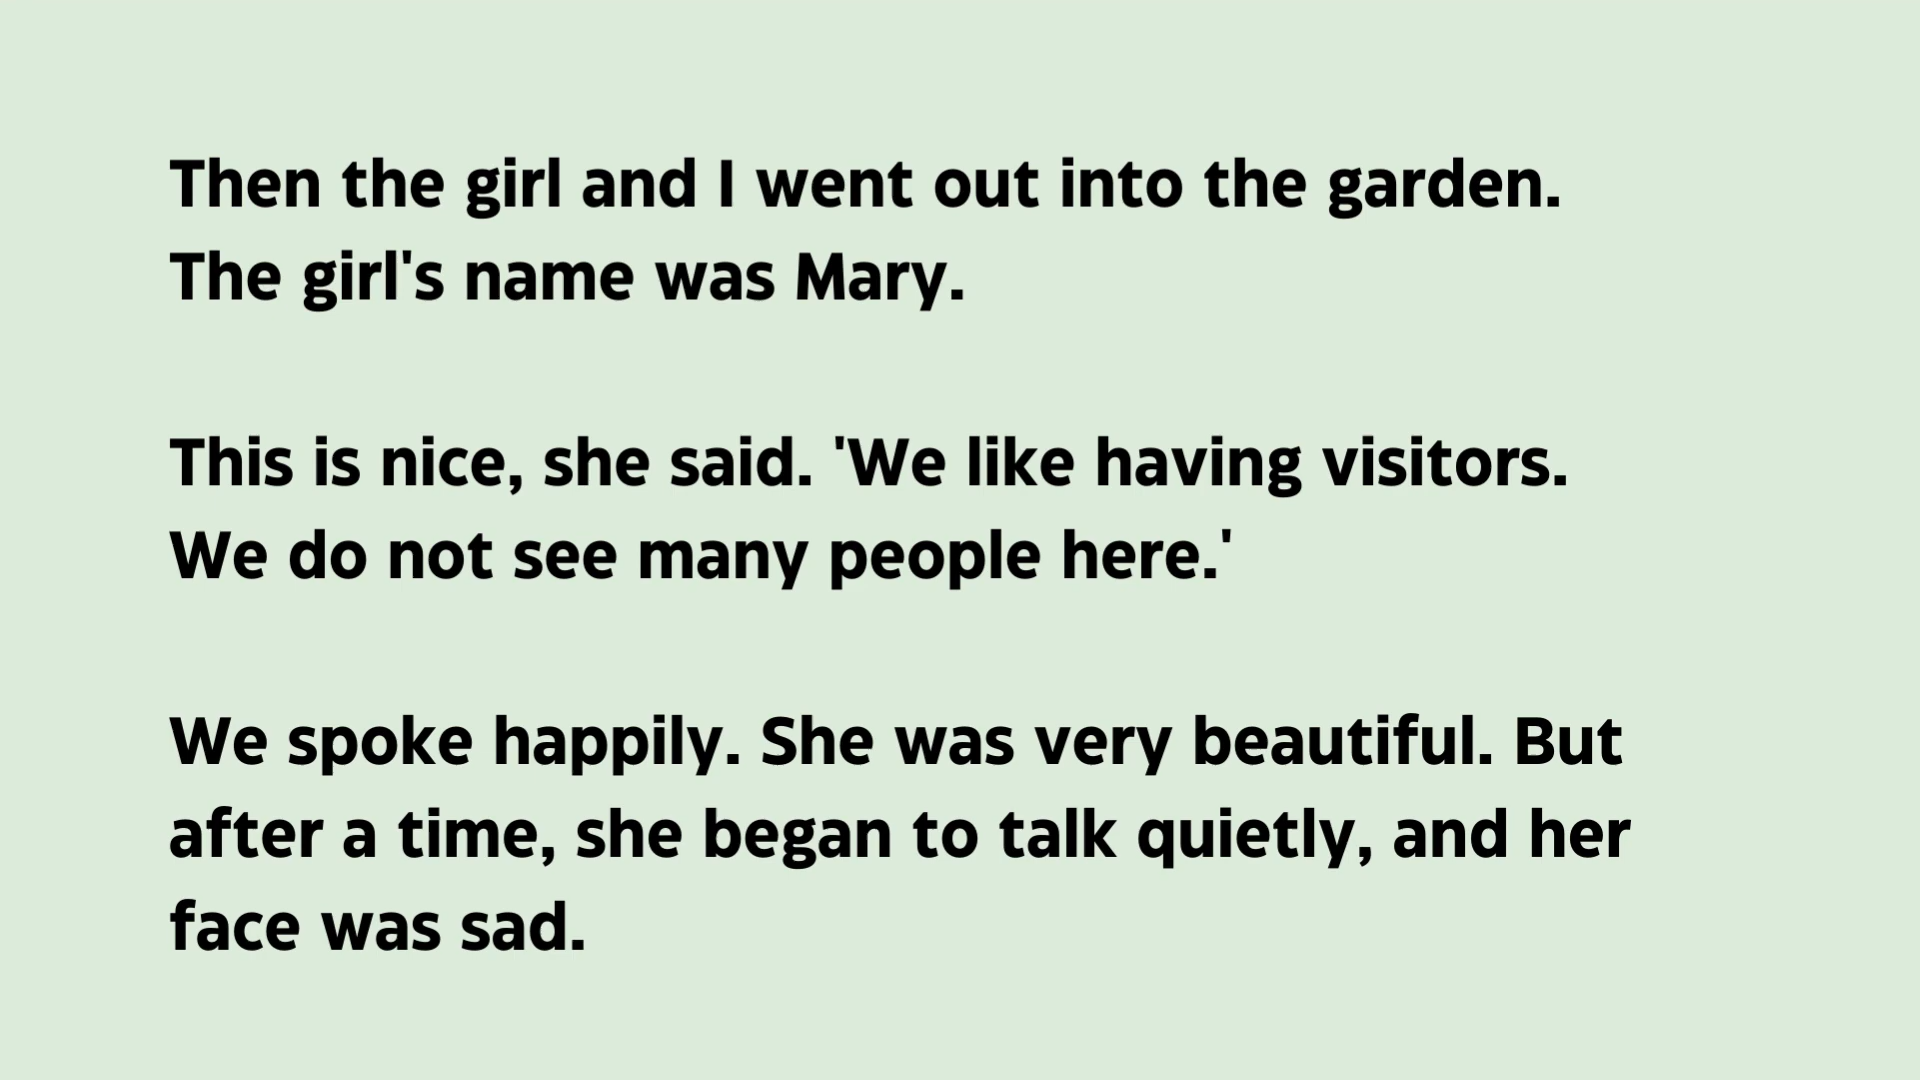 Then the girl and I went out into the garden.
The girl's name was Mary.
This is nice, she said. 'We like having visitors.
We do not see many people here.'
We spoke happily. She was very beautiful. But
after a time, she began to talk quietly, and her
face was sad.